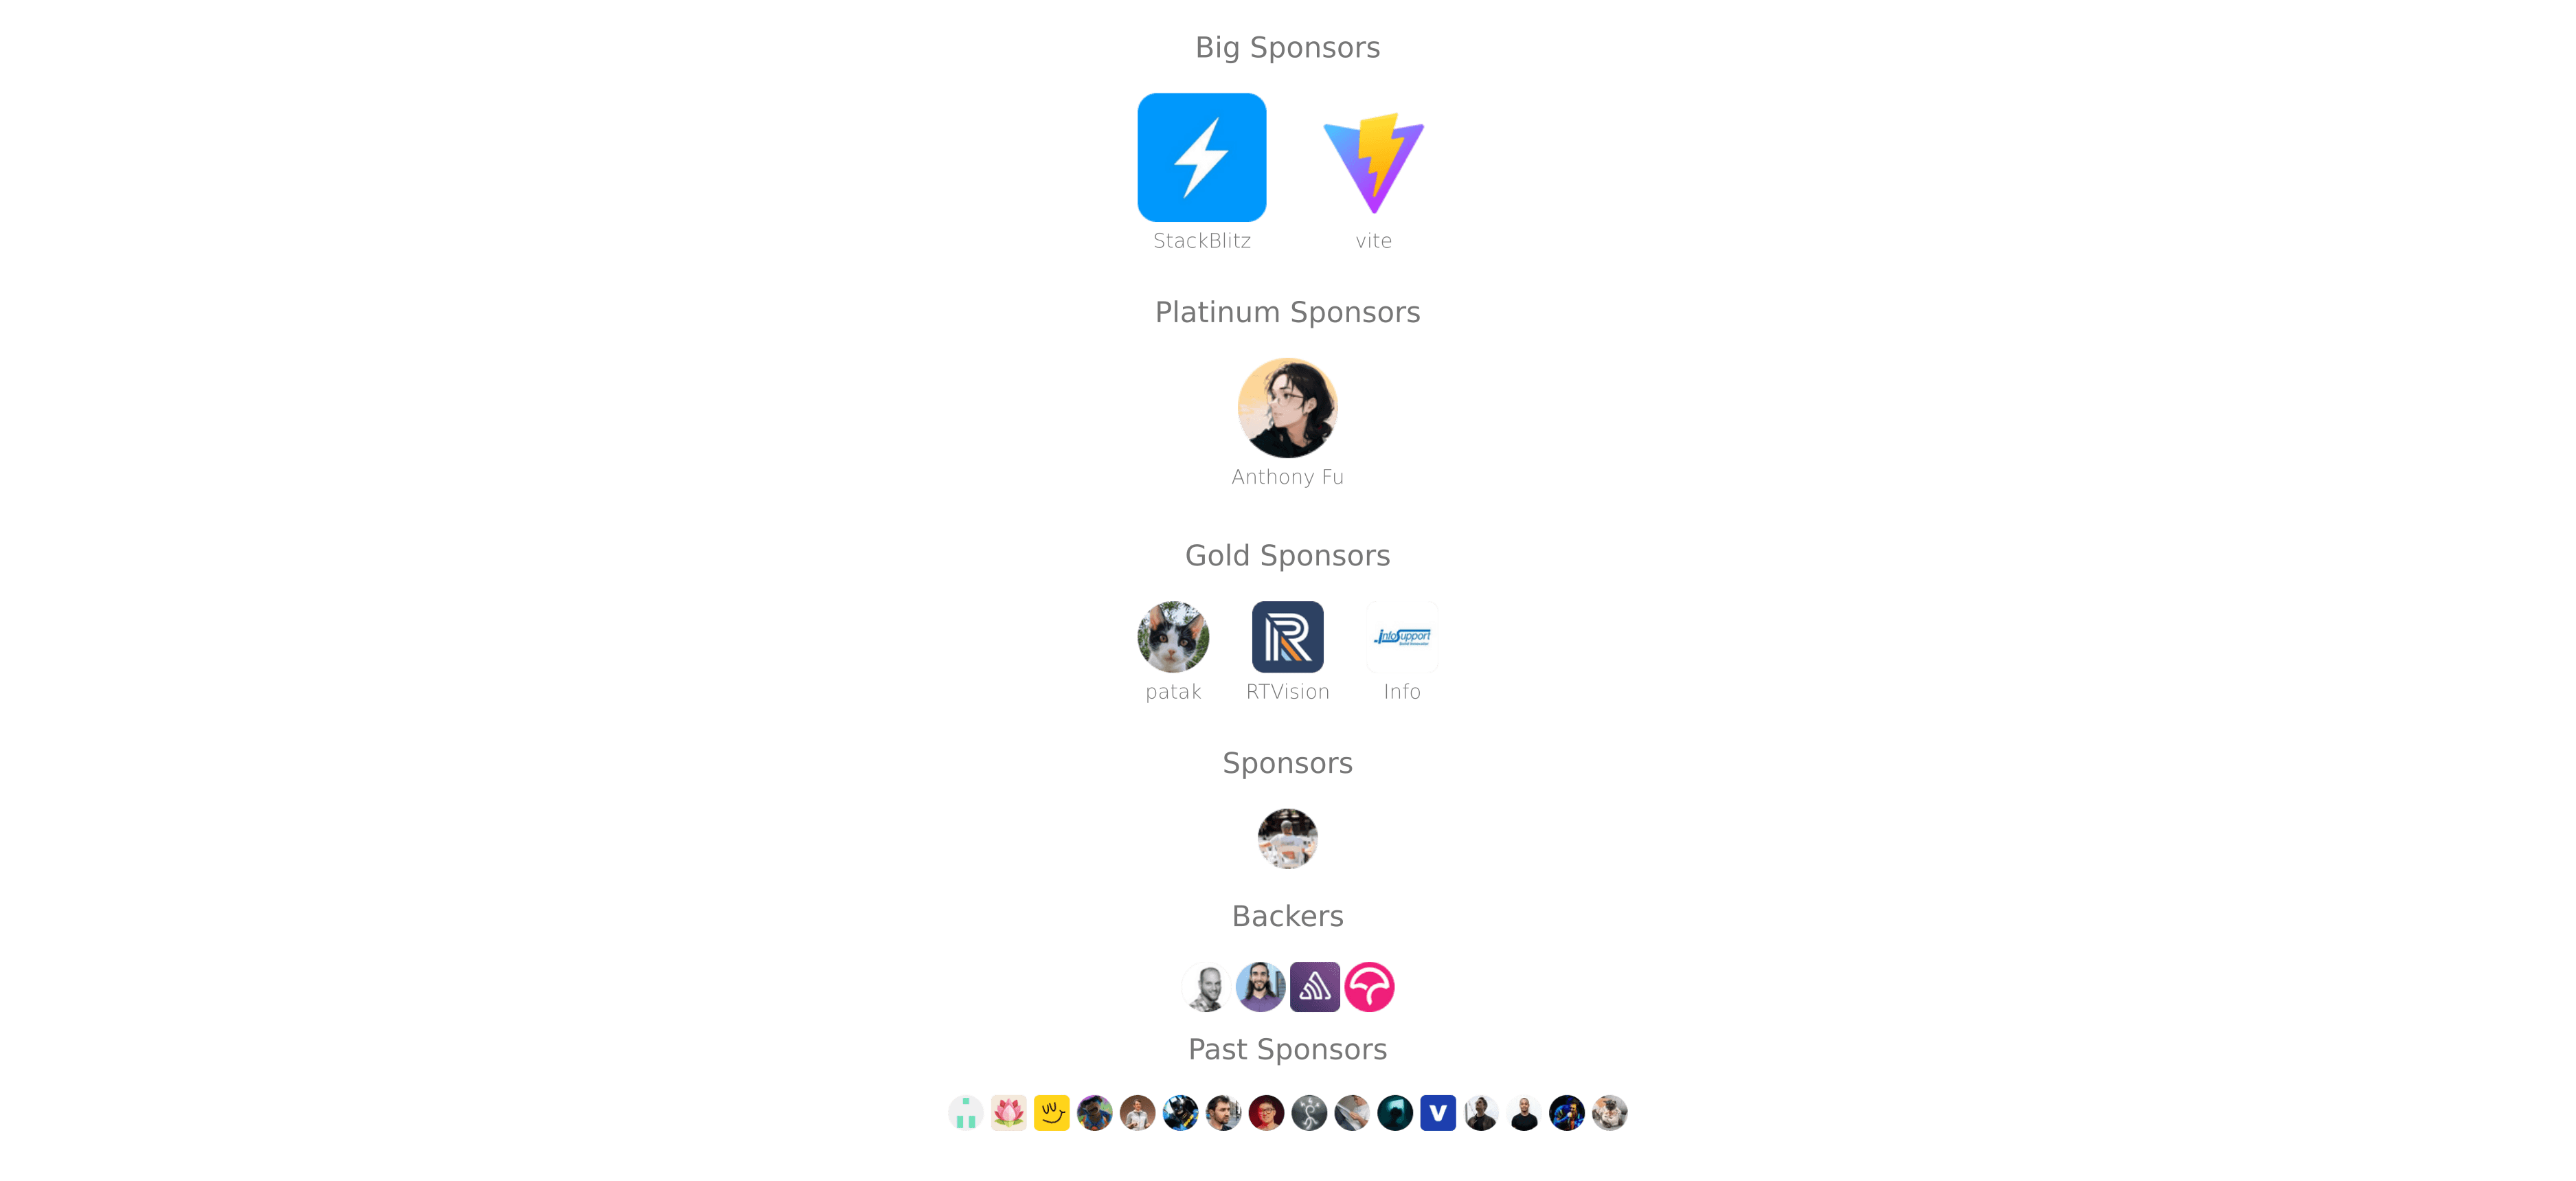 Big Sponsors
StackBlitz
vite
Platinum Sponsors
Anthony Fu
Gold Sponsors
infoSupport
patak
RTVision
Info
Sponsors
Backers
Past Sponsors
V